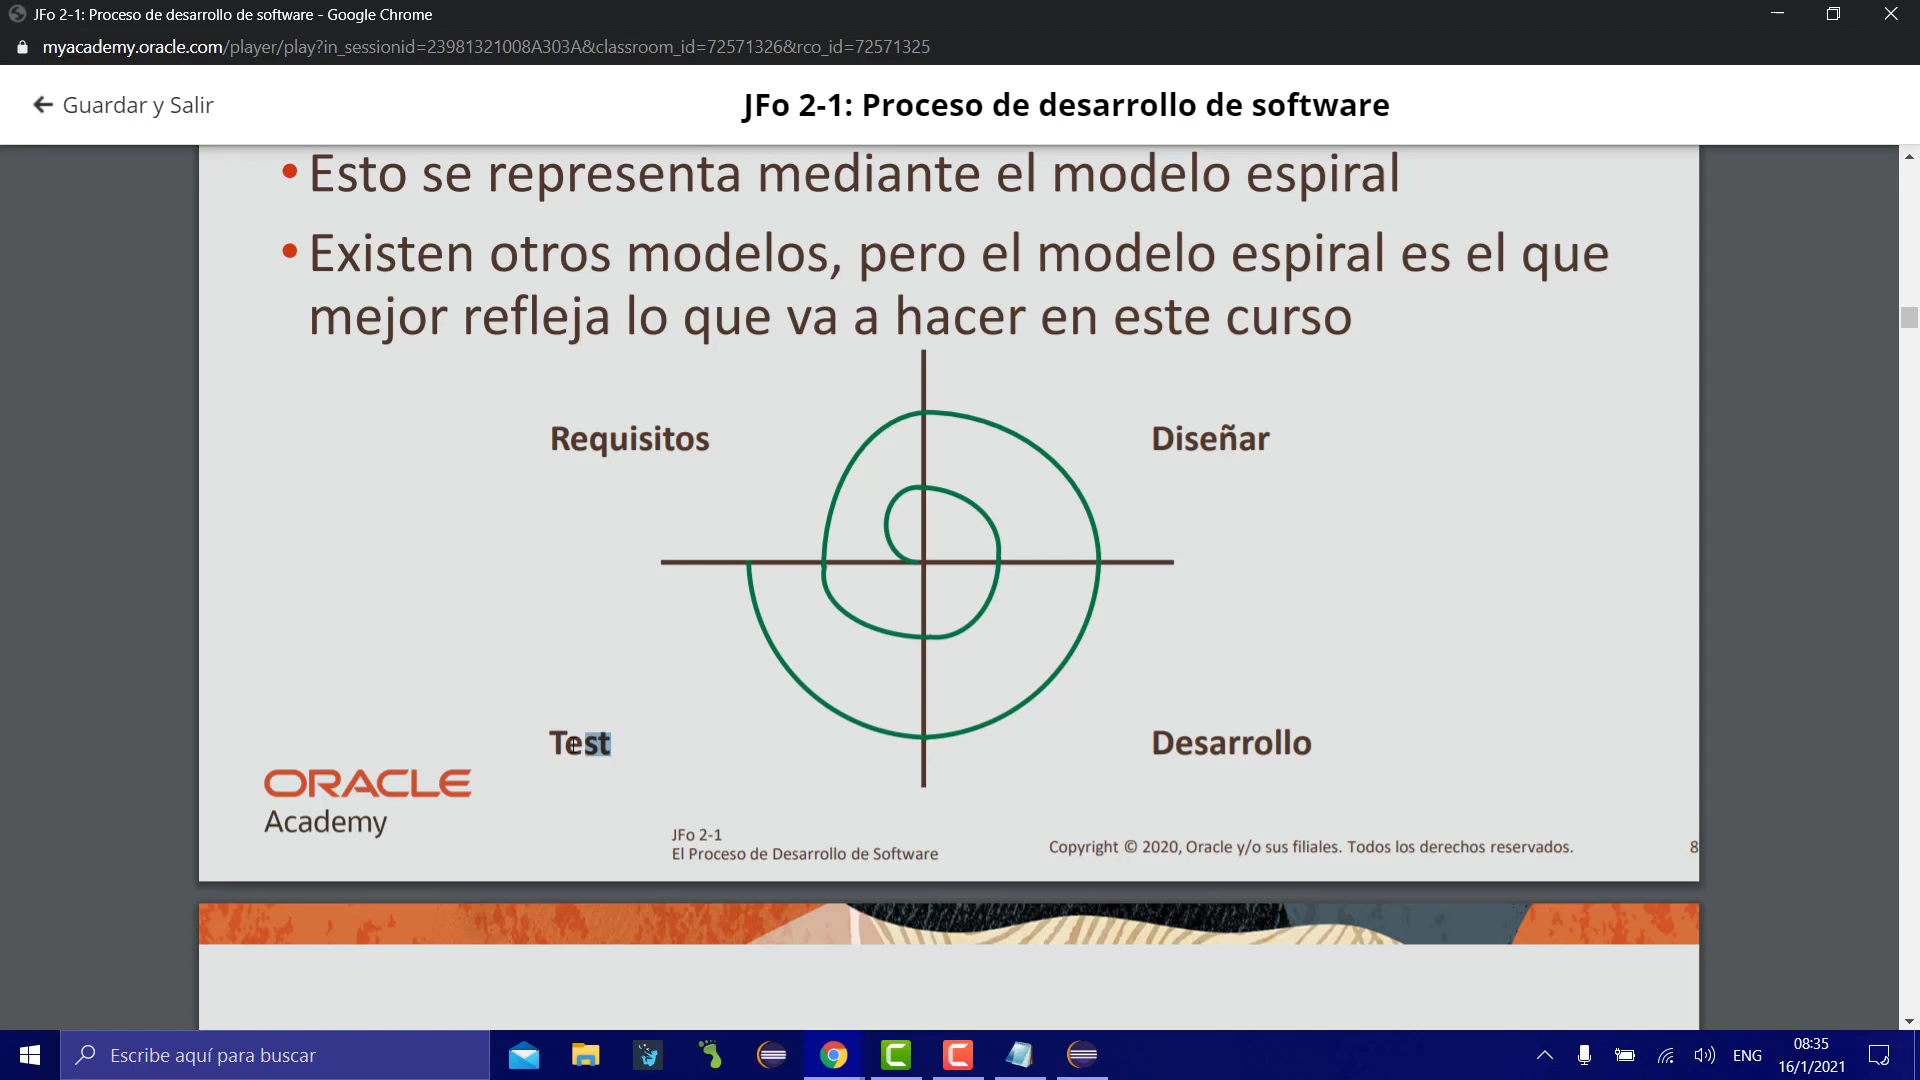 JFo 2-1: Proceso de desarrollo de software - Google Chrome
myacademy.oracle.com/player/play?in_sessionid=23981321008A303A&classroom_id=72571326&rco_id=72571325
Guardar y Salir
JFo 2-1: Proceso de desarrollo de software
• Esto se representa mediante el modelo espiral
• Existen otros modelos, pero el modelo espiral es el que
mejor refleja lo que va a hacer en este curso
Requisitos
Diseñar
Test
Desarrollo
ORACLE
Academy
JFo 2-1
El Proceso de Desarrollo de Software
Copyright © 2020, Oracle y/o sus filiales. Todos los derechos reservados.
8
Escribe aquí para buscar
ENG
08:35
16/1/2021